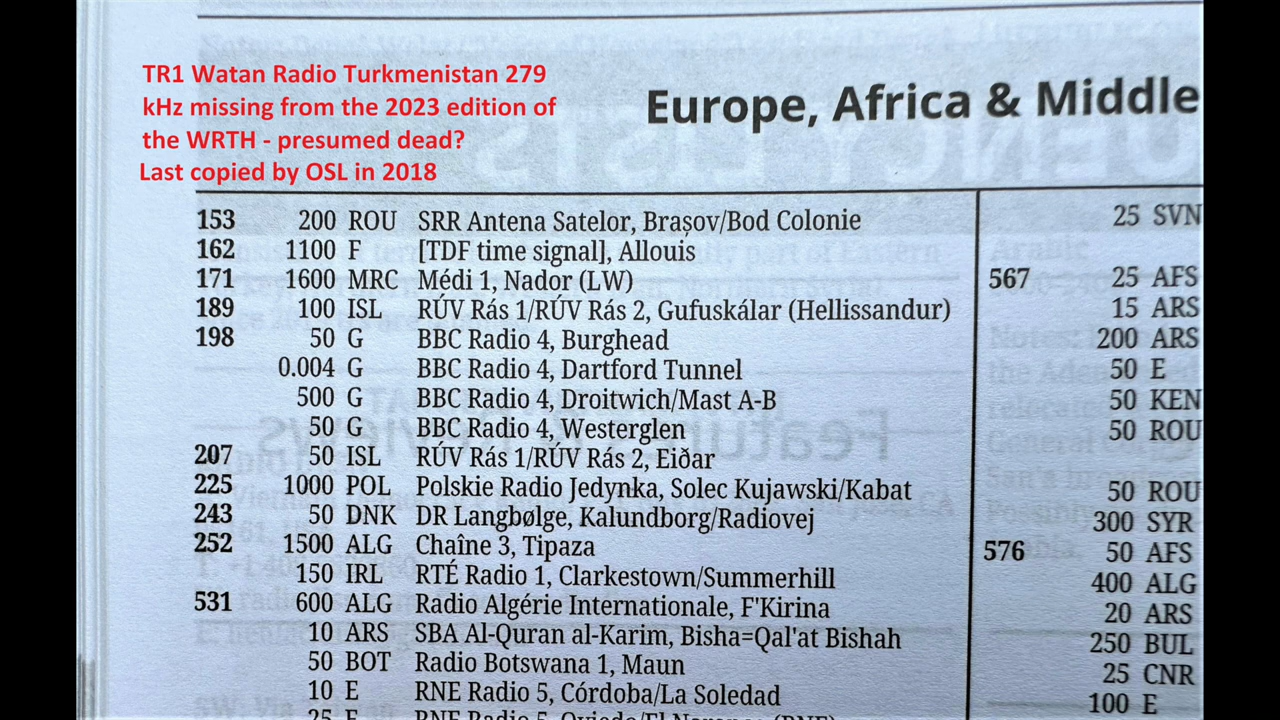 TR1 Watan Radio Turkmenistan 279
kHz missing from the 2023 edition of
the WRTH - presumed dead?
Last copied by OSL in 2018
Europe, Africa & Middle
153 200 ROU SRR Antena Satelor, Brașov/Bod Colonie
162 1100 F [TDF time signal], Allouis
171 1600 MRC Médi 1, Nador (LW)
189 100 ISL RÚV Rás 1/RÚV Rás 2, Gufuskálar (Hellissandur)
198 50 G BBC Radio 4, Burghead
0.004 G BBC Radio 4, Dartford Tunnel
500 G BBC Radio 4, Droitwich/Mast A-B
50 G BBC Radio 4, Westerglen
207 50 ISL RÚV Rás 1/RÚV Rás 2, Eiðar
225 1000 POL Polskie Radio Jedynka, Solec Kujawski/Kabat
243 50 DNK DR Langbølge, Kalundborg/Radiovej
252 1500 ALG Chaîne 3, Tipaza
150 IRL RTÉ Radio 1, Clarkestown/Summerhill
531 600 ALG Radio Algérie Internationale, F'Kirina
10 ARS SBA Al-Quran al-Karim, Bisha=Qal'at Bishah
50 BOT Radio Botswana 1, Maun
10 E RNE Radio 5, Córdoba/La Soledad
25 E RNE Radio 5, Oviedo/El Naranco (RNE)
25 SVN
567 25 AFS
15 ARS
200 ARS
50 E
50 KEN
50 ROU
50 ROU
300 SYR
576 50 AFS
400 ALG
20 ARS
250 BUL
25 CNR
100 E